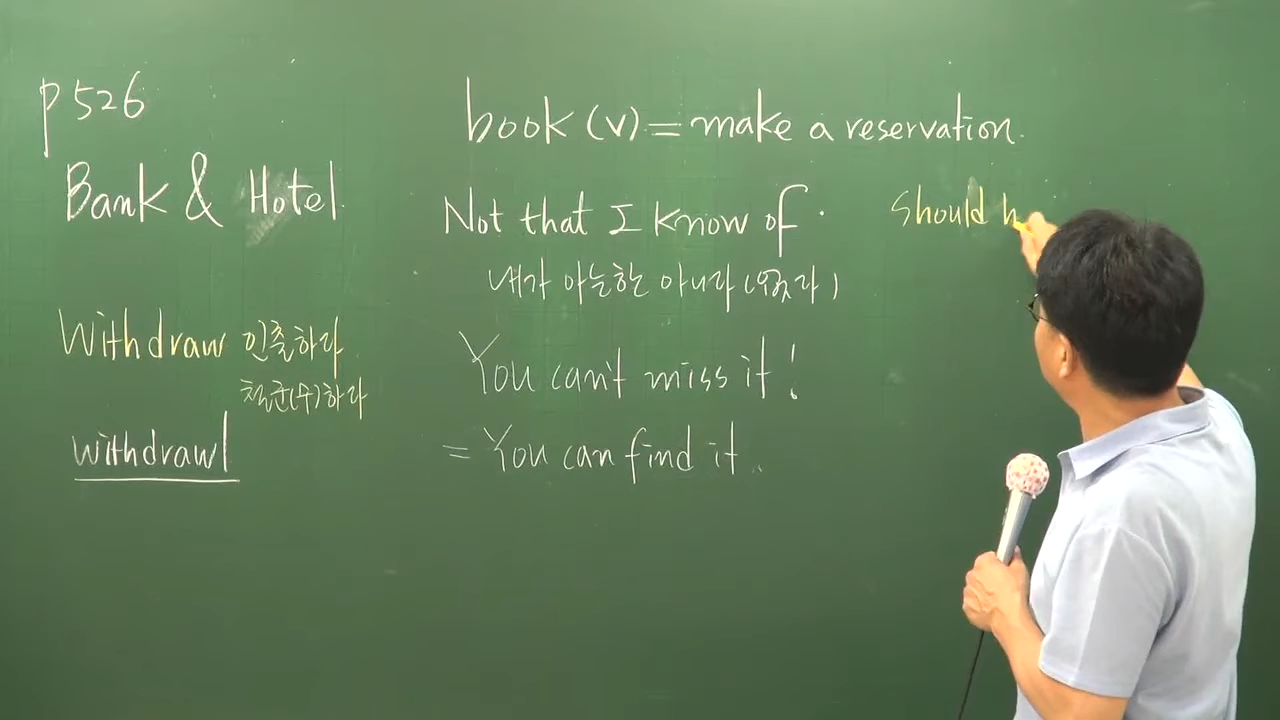 p 526
Bank & Hotel
Withdraw 인출하다
철군(수)하다
withdrawl
book (v) = make a reservation.
Not that I know of.
내가 아는한 아니다 (없다)
You can't miss it!
= You can find it.
Should h